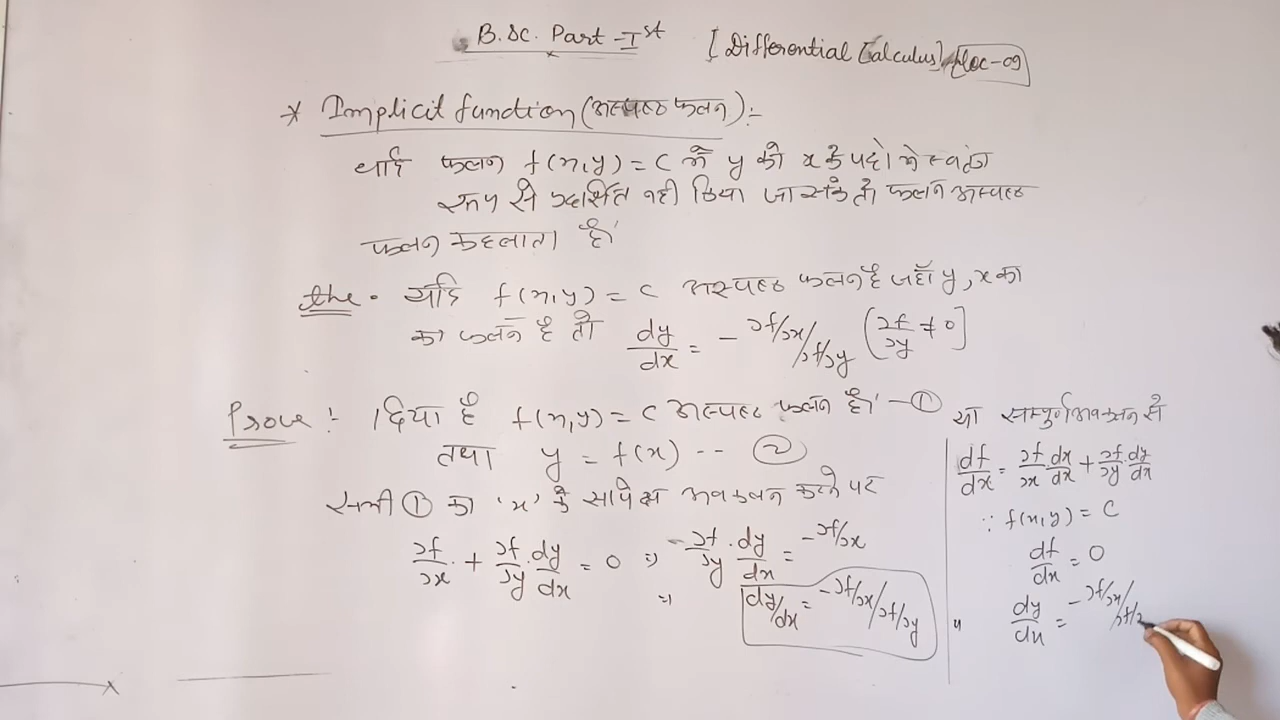 B.Sc. Part - Ist [Differential Calculus] Lec-09
* Implicit function (अस्पष्ट फलन) :-
यदि फलन f(x,y) = c में y को x के पदो मे स्वतंत्र
रूप से प्रदर्शित नही किया जा सके तो फलन अस्पष्ट
फलन कहलाता है।
the. यदि f(x,y) = c अस्पष्ट फलन है जहाँ y, x का
का फलन है तो dy/dx = - ∂f/∂x / ∂f/∂y (∂f/∂y ≠ 0]
Prove :- दिया है f(x,y) = c अस्पष्ट फलन है। - ①
तथा y = f(x) -- ②
समी ① का 'x' के सापेक्ष अवकलन करने पर
∂f/∂x . + ∂f/∂y . dy/dx = 0 => - ∂f/∂y . dy/dx = - ∂f/∂x
=> dy/dx = - ∂f/∂x / ∂f/∂y
या सम्पूर्ण अवकलन से
df/dx = ∂f/∂x . dx/dx + ∂f/∂y . dy/dx
∵ f(x,y) = c
df/dx = 0
" dy/dx = - ∂f/∂x / ∂f/∂